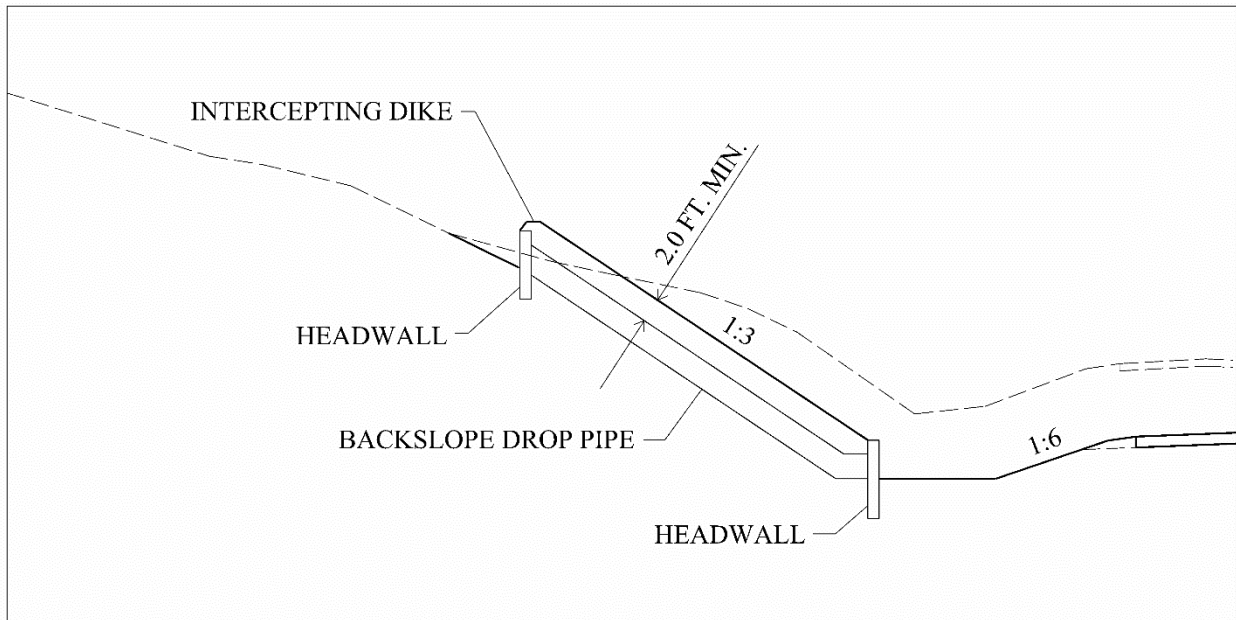 INTERCEPTING DIKE
2.0 FT. MIN.
HEADWALL
1:3
BACKSLOPE DROP PIPE
1:6
HEADWALL